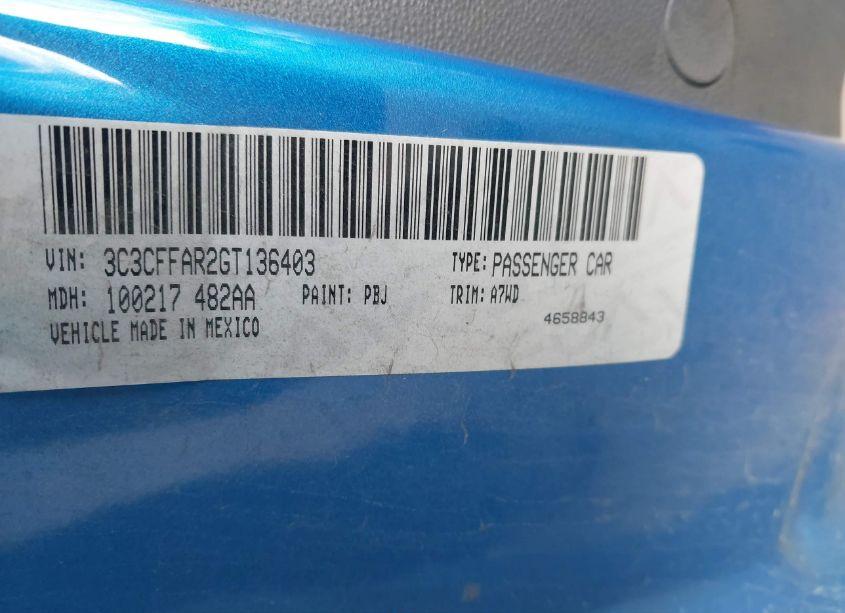 VIN: 3C3CFFAR2GT136403 TYPE: PASSENGER CAR
MDH: 100217 482AA PAINT: PBJ TRIM: A7WD
VEHICLE MADE IN MEXICO 4658843